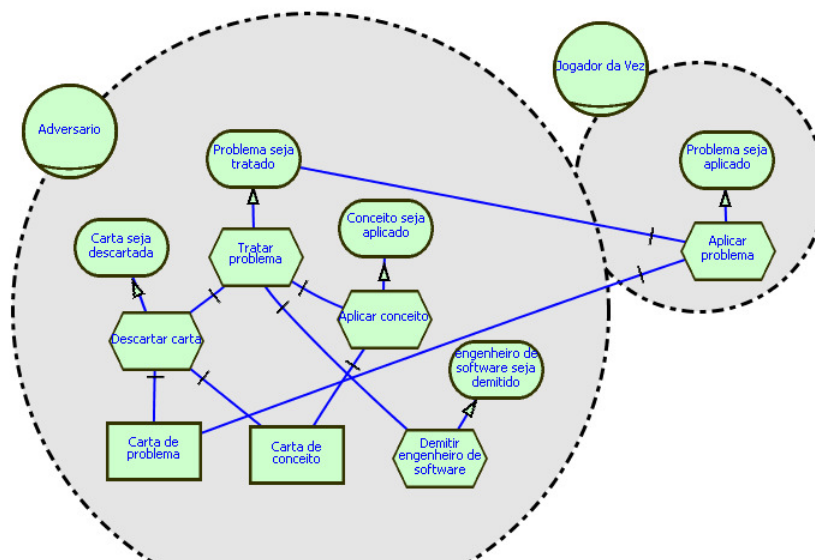 Jogador da Vez
Adversario
Problema seja
tratado
Problema seja
aplicado
Conceito seja
aplicado
Carta seja
descartada
Tratar
problema
Aplicar
problema
Aplicar conceito
Descartar carta
engenheiro de
software seja
demitido
Carta de
problema
Carta de
conceito
Demitir
engenheiro de
software